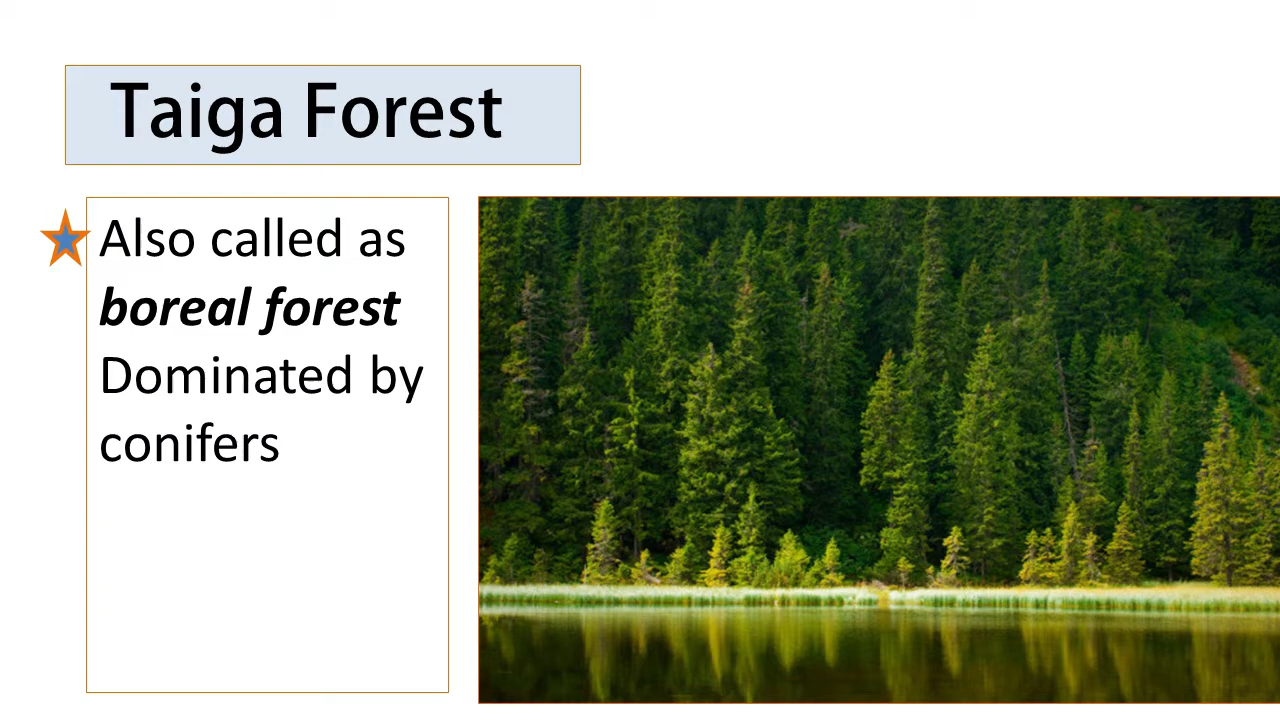 Taiga Forest
Also called as
boreal forest
Dominated by
conifers